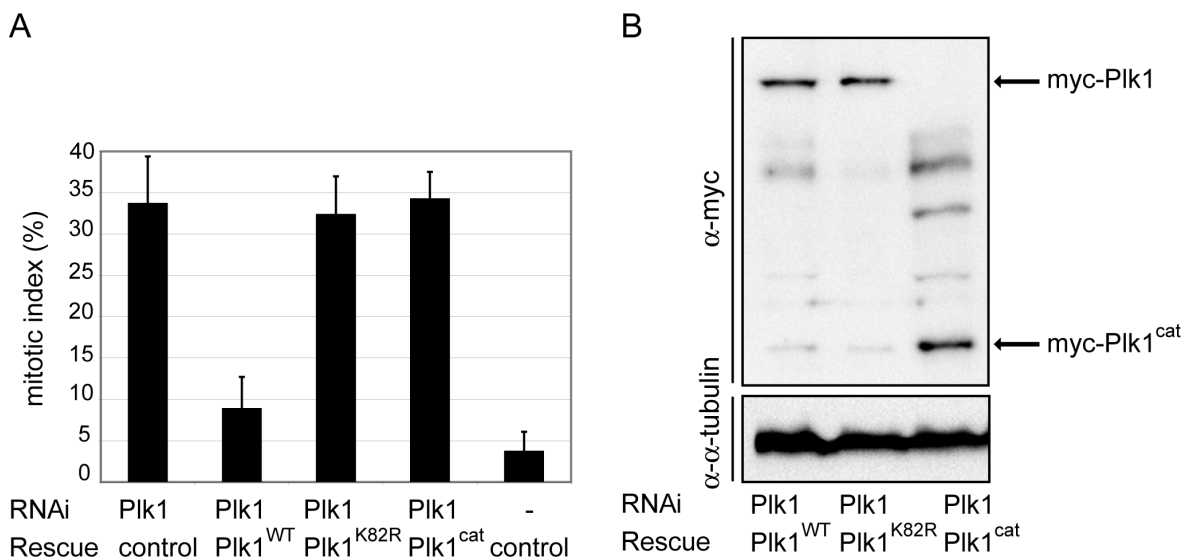 A
mitotic index (%)
40
35
30
25
20
15
10
5
0
RNAi Plk1 Plk1 Plk1 Plk1 -
Rescue control Plk1WT Plk1K82R Plk1cat control
B
α-myc
α-α-tubulin
myc-Plk1
myc-Plk1cat
RNAi Plk1 Plk1 Plk1
Rescue Plk1WT Plk1K82R Plk1cat